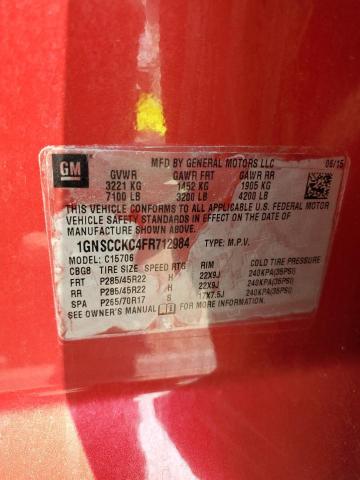 GM
MFD BY GENERAL MOTORS LLC 06/15
GVWR GAWR FRT GAWR RR
3221 KG 1452 KG 1905 KG
7100 LB 3200 LB 4200 LB
THIS VEHICLE CONFORMS TO ALL APPLICABLE U.S. FEDERAL MOTOR
VEHICLE SAFETY STANDARDS IN EFFECT ON THE DATE OF
MANUFACTURE SHOWN ABOVE.
1GNSCCKC4FR712984 TYPE: M.P.V.
MODEL: C15706
CBGB TIRE SIZE SPEED RTG RIM COLD TIRE PRESSURE
FRT P285/45R22 H 22X9J 240KPA(35PSI)
RR P285/45R22 H 22X9J 240KPA(35PSI)
SPA P265/70R17 S 17X7.5J 240KPA(35PSI)
SEE OWNER'S MANUAL FOR MORE INFORMATION.